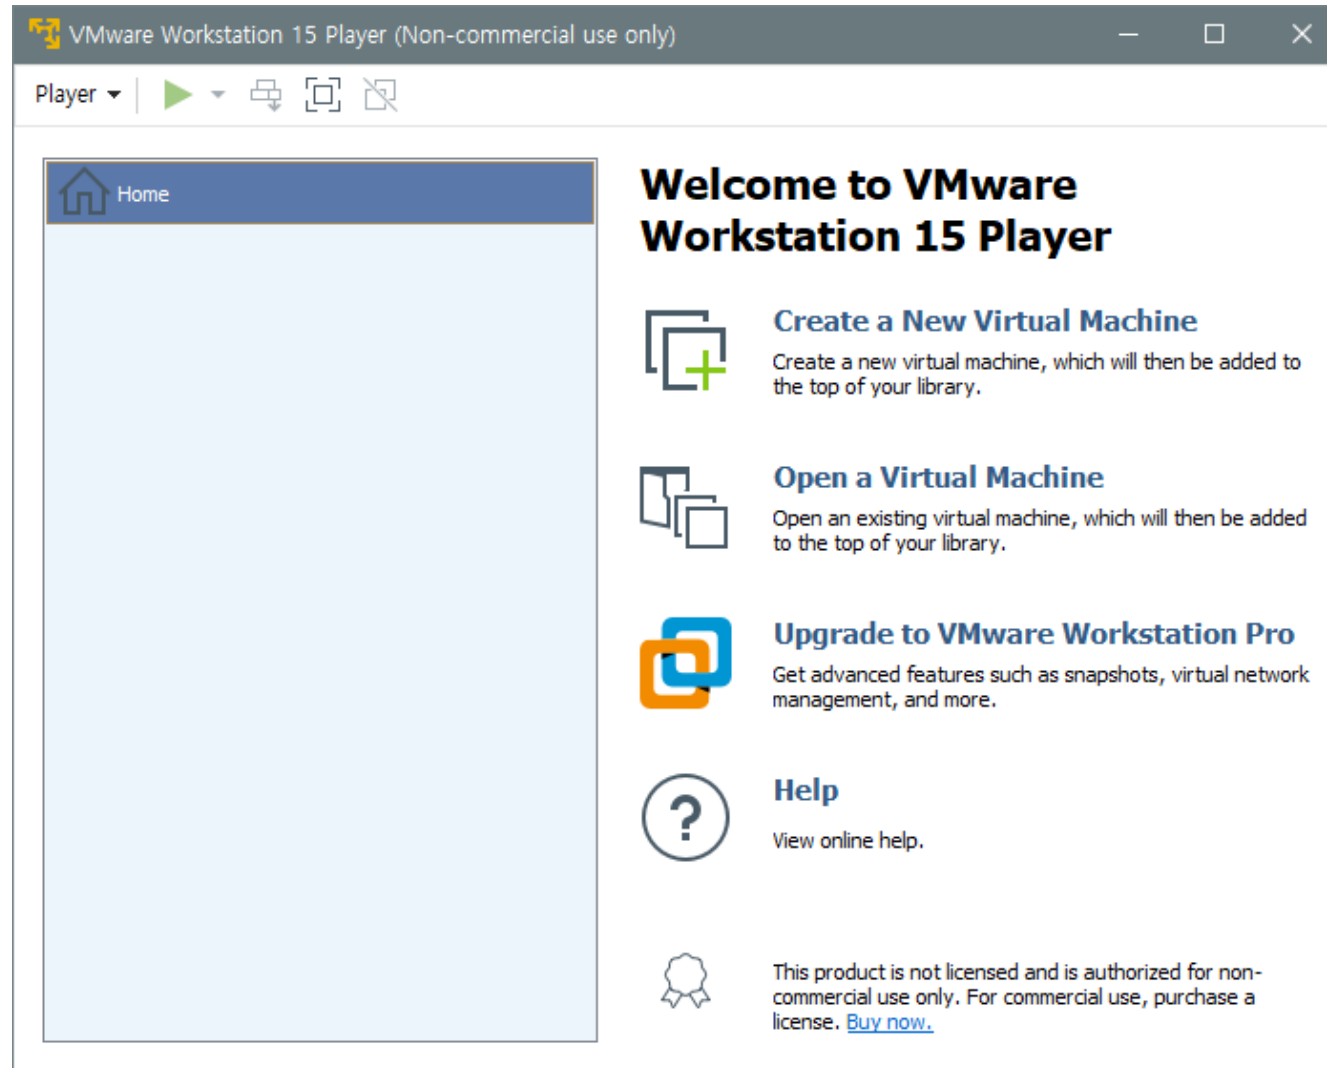 VMware Workstation 15 Player (Non-commercial use only)
Player
Home
Welcome to VMware
Workstation 15 Player
Create a New Virtual Machine
Create a new virtual machine, which will then be added to
the top of your library.
Open a Virtual Machine
Open an existing virtual machine, which will then be added
to the top of your library.
Upgrade to VMware Workstation Pro
Get advanced features such as snapshots, virtual network
management, and more.
Help
View online help.
This product is not licensed and is authorized for non-
commercial use only. For commercial use, purchase a
license. Buy now.